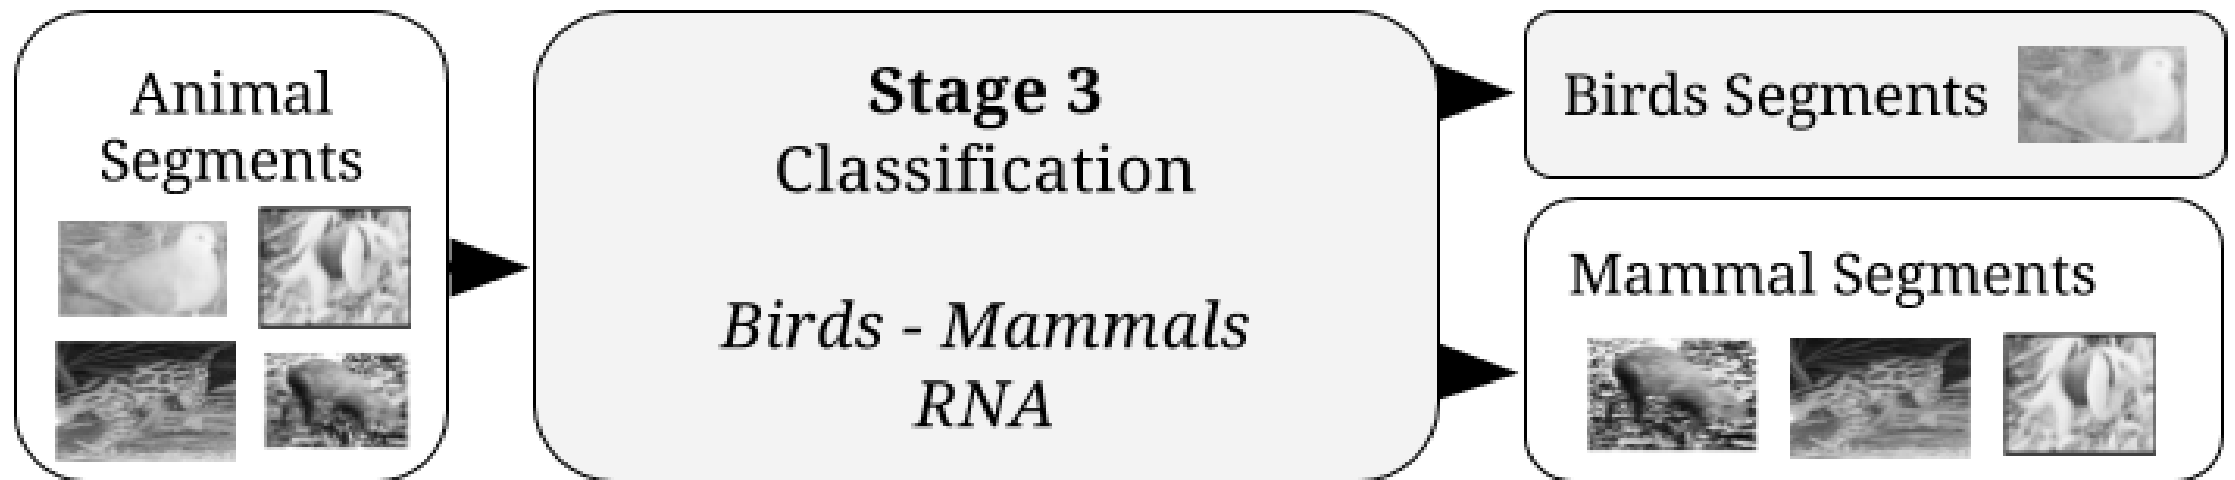 Animal
Segments
Stage 3
Classification
Birds - Mammals
RNA
Birds Segments
Mammal Segments